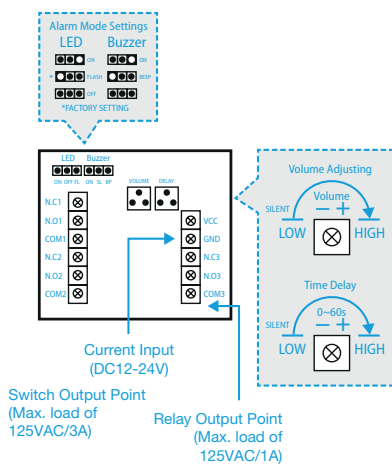 Alarm Mode Settings
LED Buzzer
ON ON
* FLASH BEEP
OFF
*FACTORY SETTING
LED Buzzer
ON OFF FL ON SL BP
VOLUME DELAY
N.C1
N.O1
COM1
N.C2
N.O2
COM2
VCC
GND
N.C3
N.O3
COM3
Volume Adjusting
Volume
SILENT
− +
LOW HIGH
Time Delay
0~60s
SILENT
− +
LOW HIGH
Current Input
(DC12-24V)
Switch Output Point
(Max. load of
125VAC/3A)
Relay Output Point
(Max. load of
125VAC/1A)